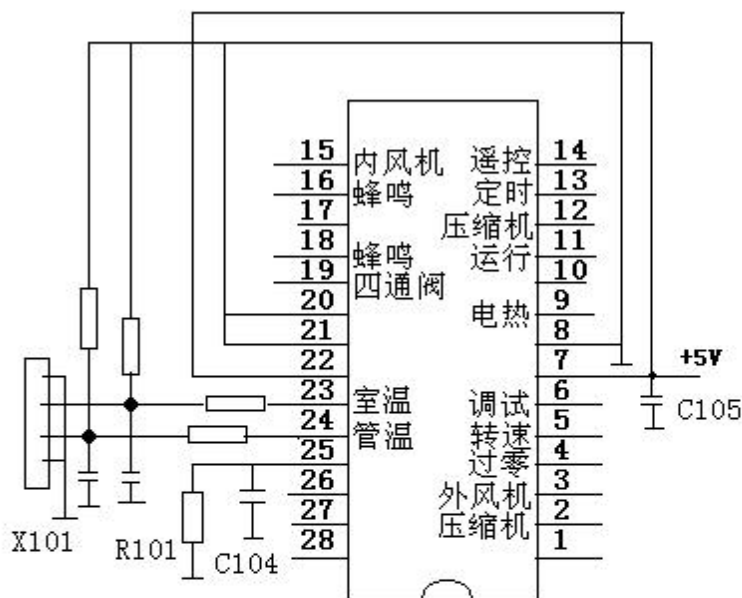 15 内风机 遥控 14
16 蜂鸣 定时 13
17 压缩机 12
18 蜂鸣 运行 11
19 四通阀 10
20 电热 9
21 8
22 7 +5V
23 室温 调试 6
24 管温 转速 5
25 过零 4
26 外风机 3
27 压缩机 2
28 1
C105
X101 R101 C104